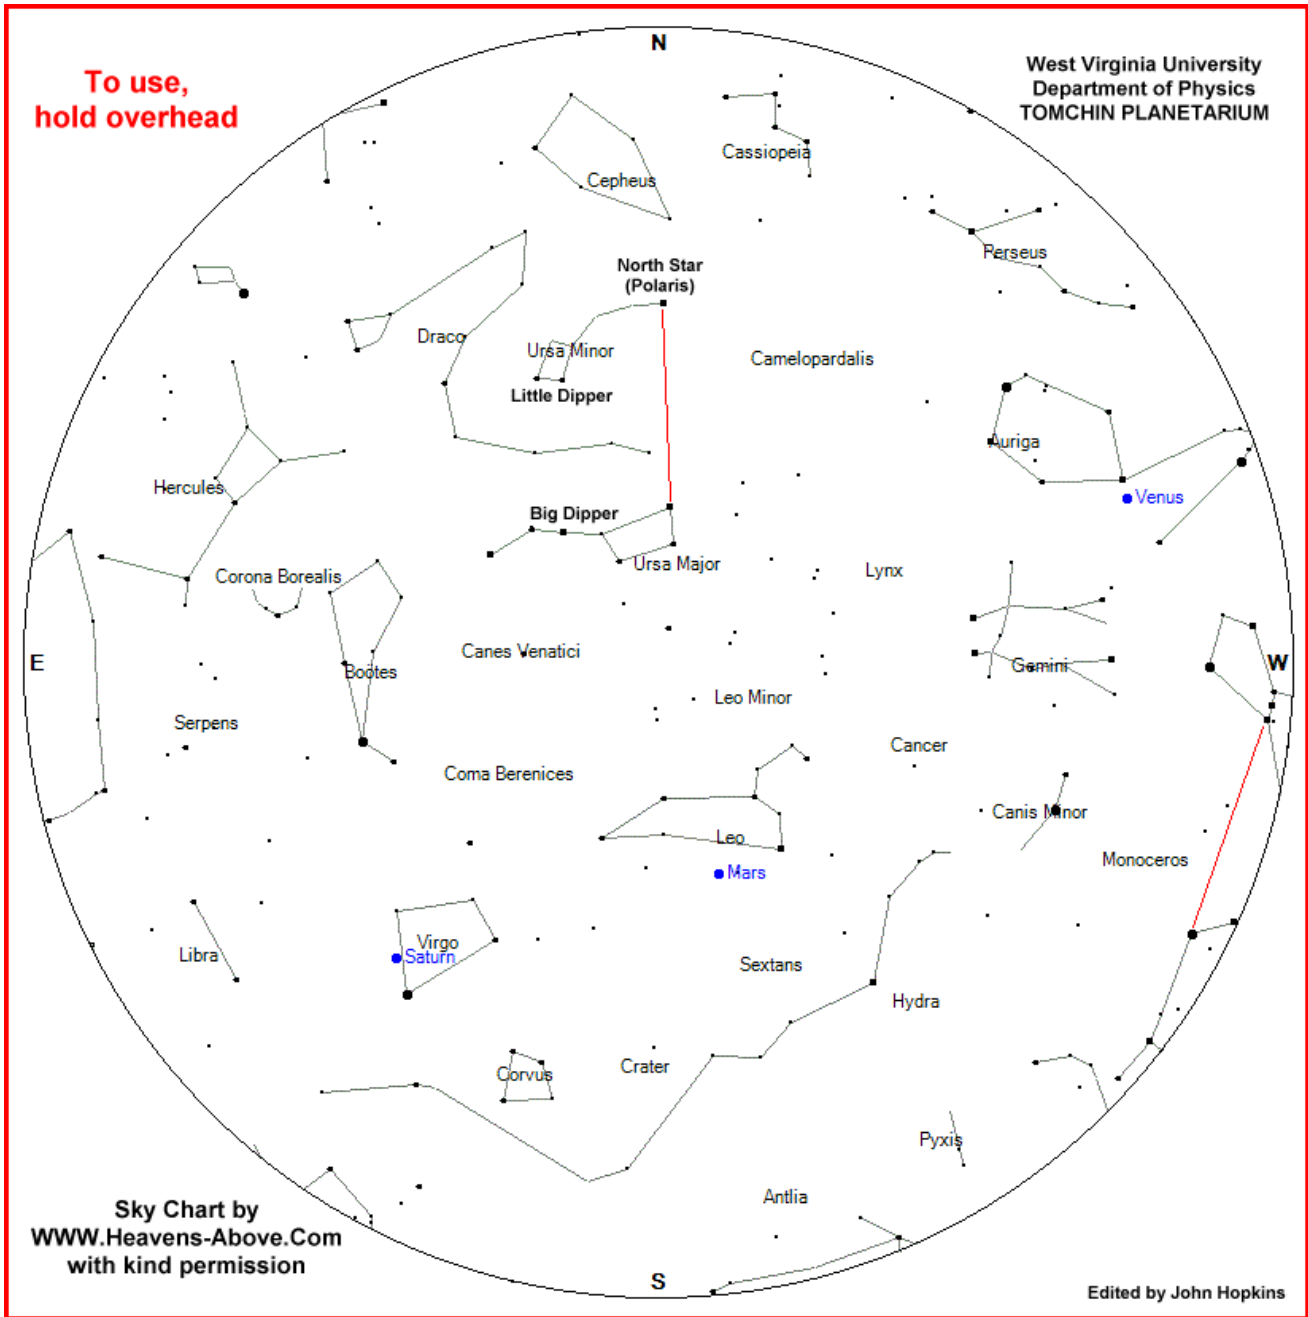 N
To use,
hold overhead
West Virginia University
Department of Physics
TOMCHIN PLANETARIUM
Cassiopeia
Cepheus
Perseus
North Star
(Polaris)
Draco
Ursa Minor
Camelopardalis
Little Dipper
Auriga
Hercules
Venus
Big Dipper
Ursa Major
Lynx
Corona Borealis
Canes Venatici
E
W
Bootes
Gemini
Leo Minor
Serpens
Cancer
Coma Berenices
Canis Minor
Leo
Monoceros
Mars
Virgo
Libra
Saturn
Sextans
Hydra
Crater
Corvus
Pyxis
Antlia
Sky Chart by
WWW.Heavens-Above.Com
with kind permission
S
Edited by John Hopkins